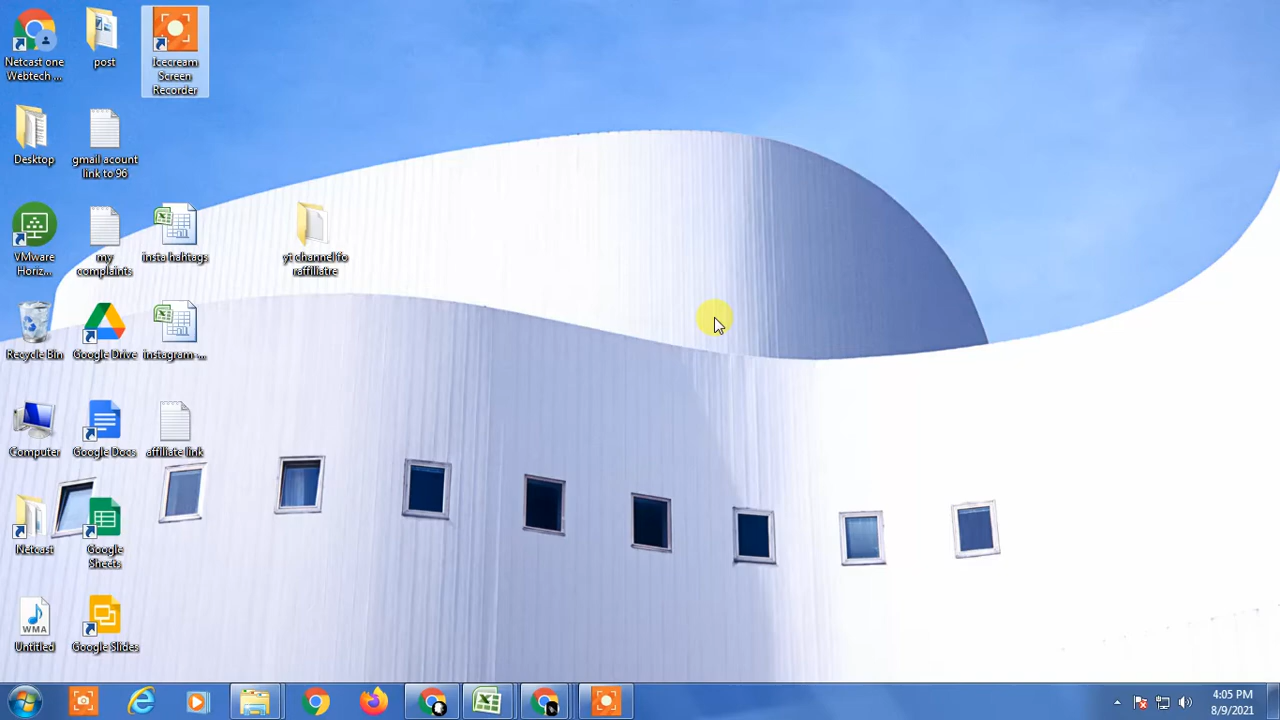 Netcast one
Webtech ...
post
Icecream
Screen
Recorder
Desktop
gmail acount
link to 96
VMware
Horiz...
my
complaints
insta hahtags
yt channel fo
raffilliatre
Recycle Bin
Google Drive
instagram-...
Computer
Google Docs
affiliate link
Netcast
Google
Sheets
WMA
Untitled
Google Slides
4:05 PM
8/9/2021